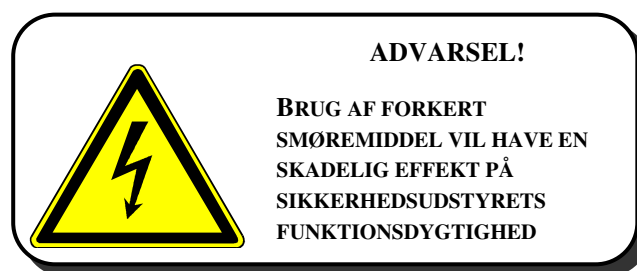 ADVARSEL!
BRUG AF FORKERT
SMØREMIDDEL VIL HAVE EN
SKADELIG EFFEKT PÅ
SIKKERHEDSUDSTYRETS
FUNKTIONSDYGTIGHED